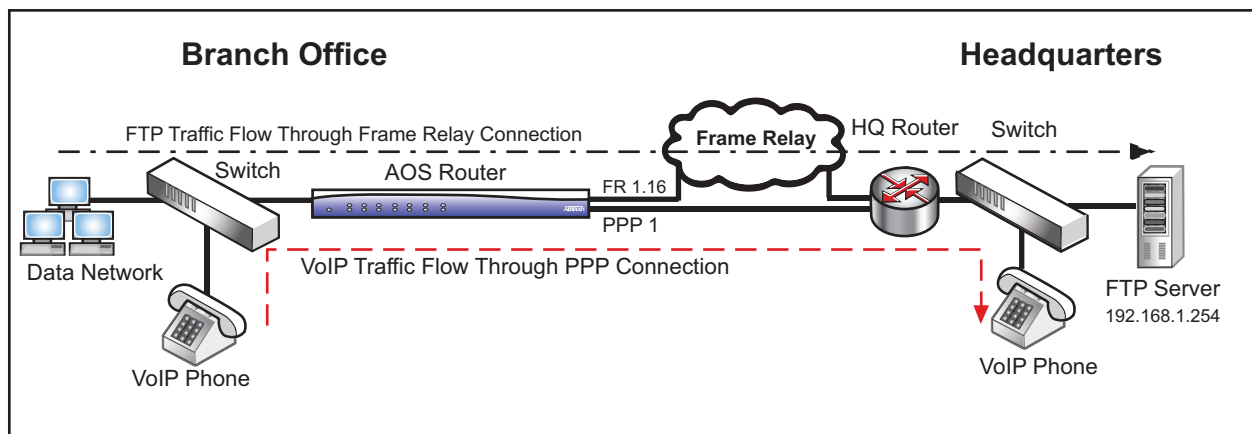 Branch Office
Headquarters
FTP Traffic Flow Through Frame Relay Connection
Frame Relay
HQ Router
Switch
Switch
AOS Router
FR 1.16
ADTRAN
PPP 1
Data Network
VoIP Traffic Flow Through PPP Connection
FTP Server
192.168.1.254
VoIP Phone
VoIP Phone